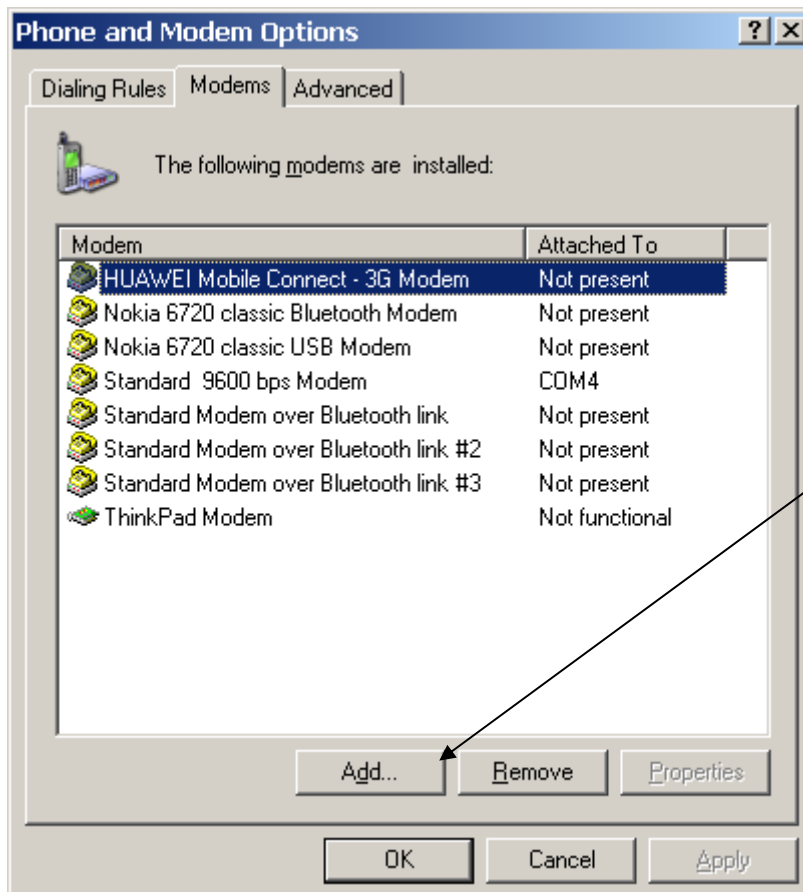 Phone and Modem Options
Dialing Rules Modems Advanced
The following modems are installed:
Modem Attached To
HUAWEI Mobile Connect - 3G Modem Not present
Nokia 6720 classic Bluetooth Modem Not present
Nokia 6720 classic USB Modem Not present
Standard 9600 bps Modem COM4
Standard Modem over Bluetooth link Not present
Standard Modem over Bluetooth link #2 Not present
Standard Modem over Bluetooth link #3 Not present
ThinkPad Modem Not functional
Add... Remove Properties
OK Cancel Apply